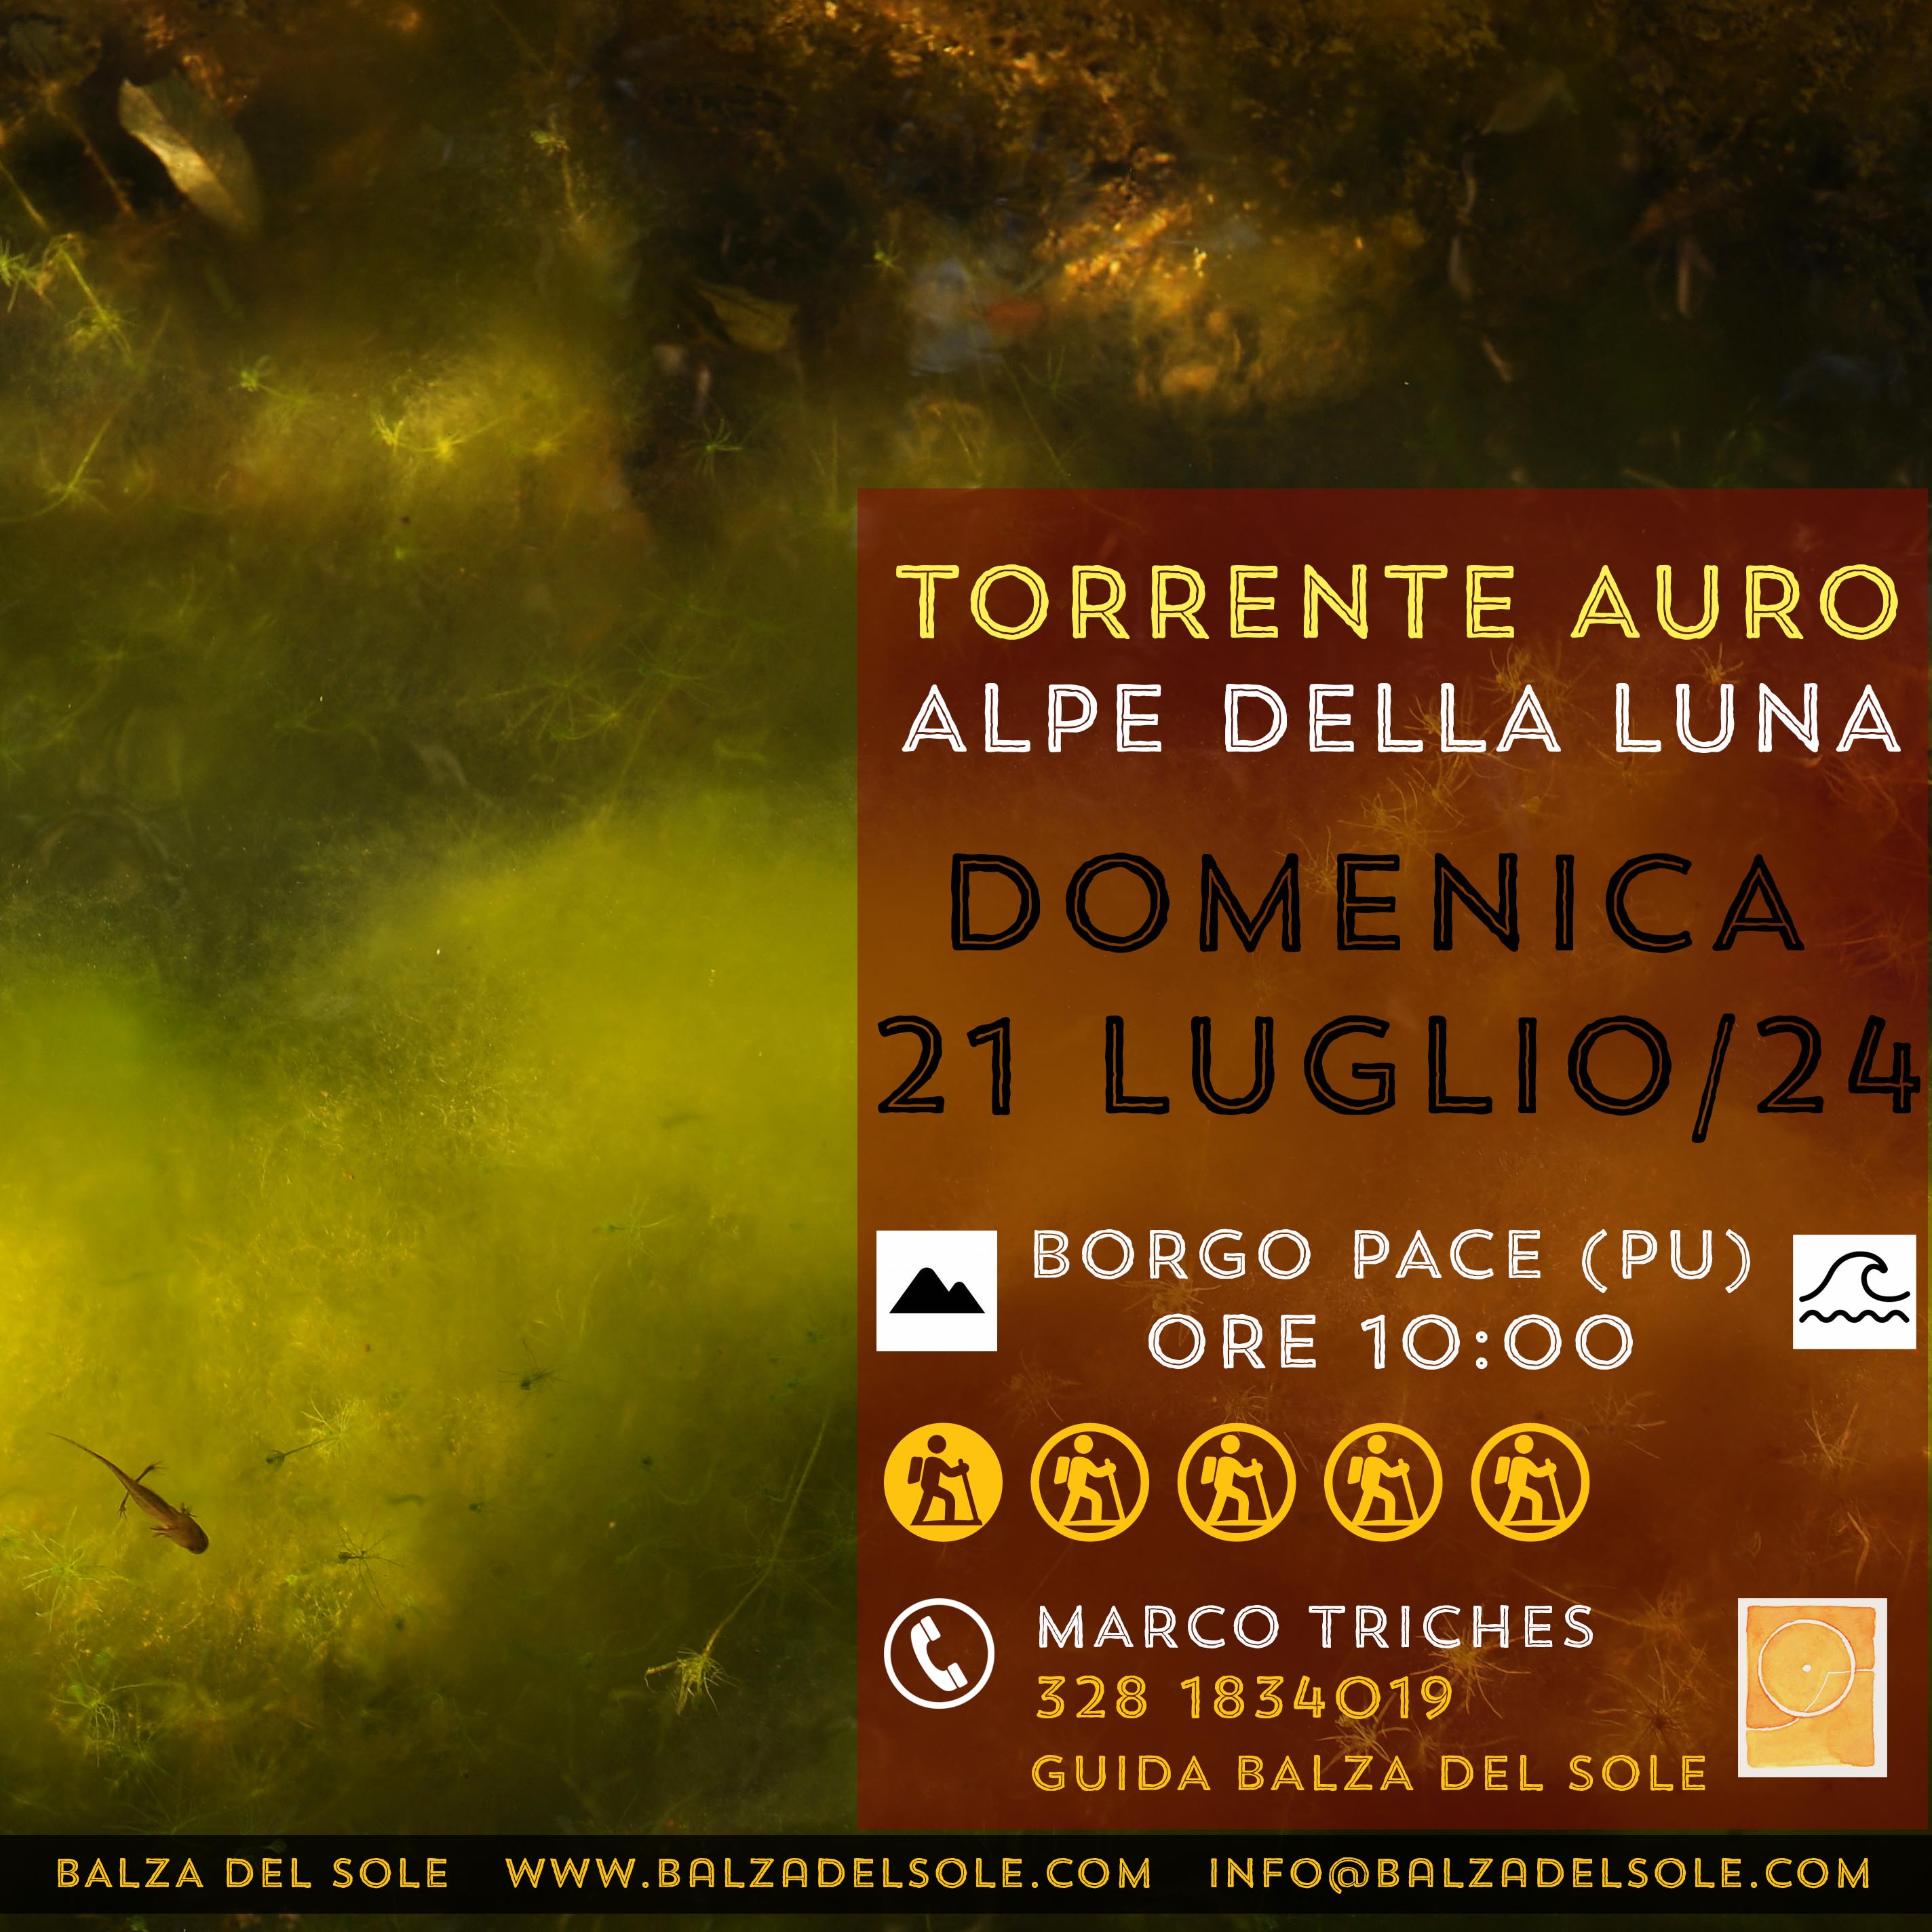 TORRENTE AURO
ALPE DELLA LUNA
DOMENICA
21 LUGLIO/24
BORGO PACE (PU)
ORE 10:00
MARCO TRICHES
328 1834019
GUIDA BALZA DEL SOLE
BALZA DEL SOLE WWW.BALZADELSOLE.COM INFO@BALZADELSOLE.COM